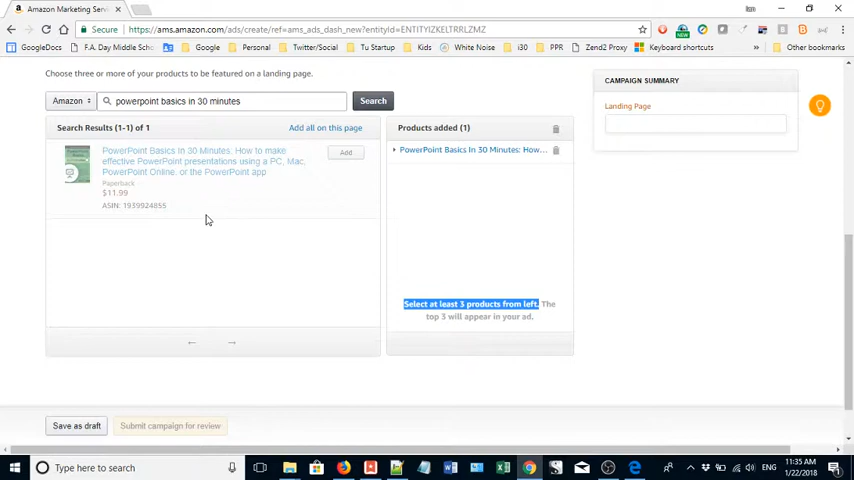 Amazon Marketing Servi
Secure
https://ams.amazon.com/ads/create/ref=ams_ads_dash_new?entityId=ENTITYIZKELTRRLZMZ
GoogleDocs
F.A. Day Middle Scho
Google
Personal
Twitter/Social
Tu Startup
Kids
White Noise
i30
PPR
Zend2 Proxy
Keyboard shortcuts
Other bookmarks
Choose three or more of your products to be featured on a landing page.
Amazon
powerpoint basics in 30 minutes
Search
Search Results (1-1) of 1
Add all on this page
PowerPoint Basics In 30 Minutes: How to make
effective PowerPoint presentations using a PC, Mac,
PowerPoint Online, or the PowerPoint app
Paperback
$11.99
ASIN: 1939924855
Add
Products added (1)
PowerPoint Basics In 30 Minutes: How...
Select at least 3 products from left. The
top 3 will appear in your ad.
CAMPAIGN SUMMARY
Landing Page
Save as draft
Submit campaign for review
Type here to search
ENG
11:35 AM
1/22/2018